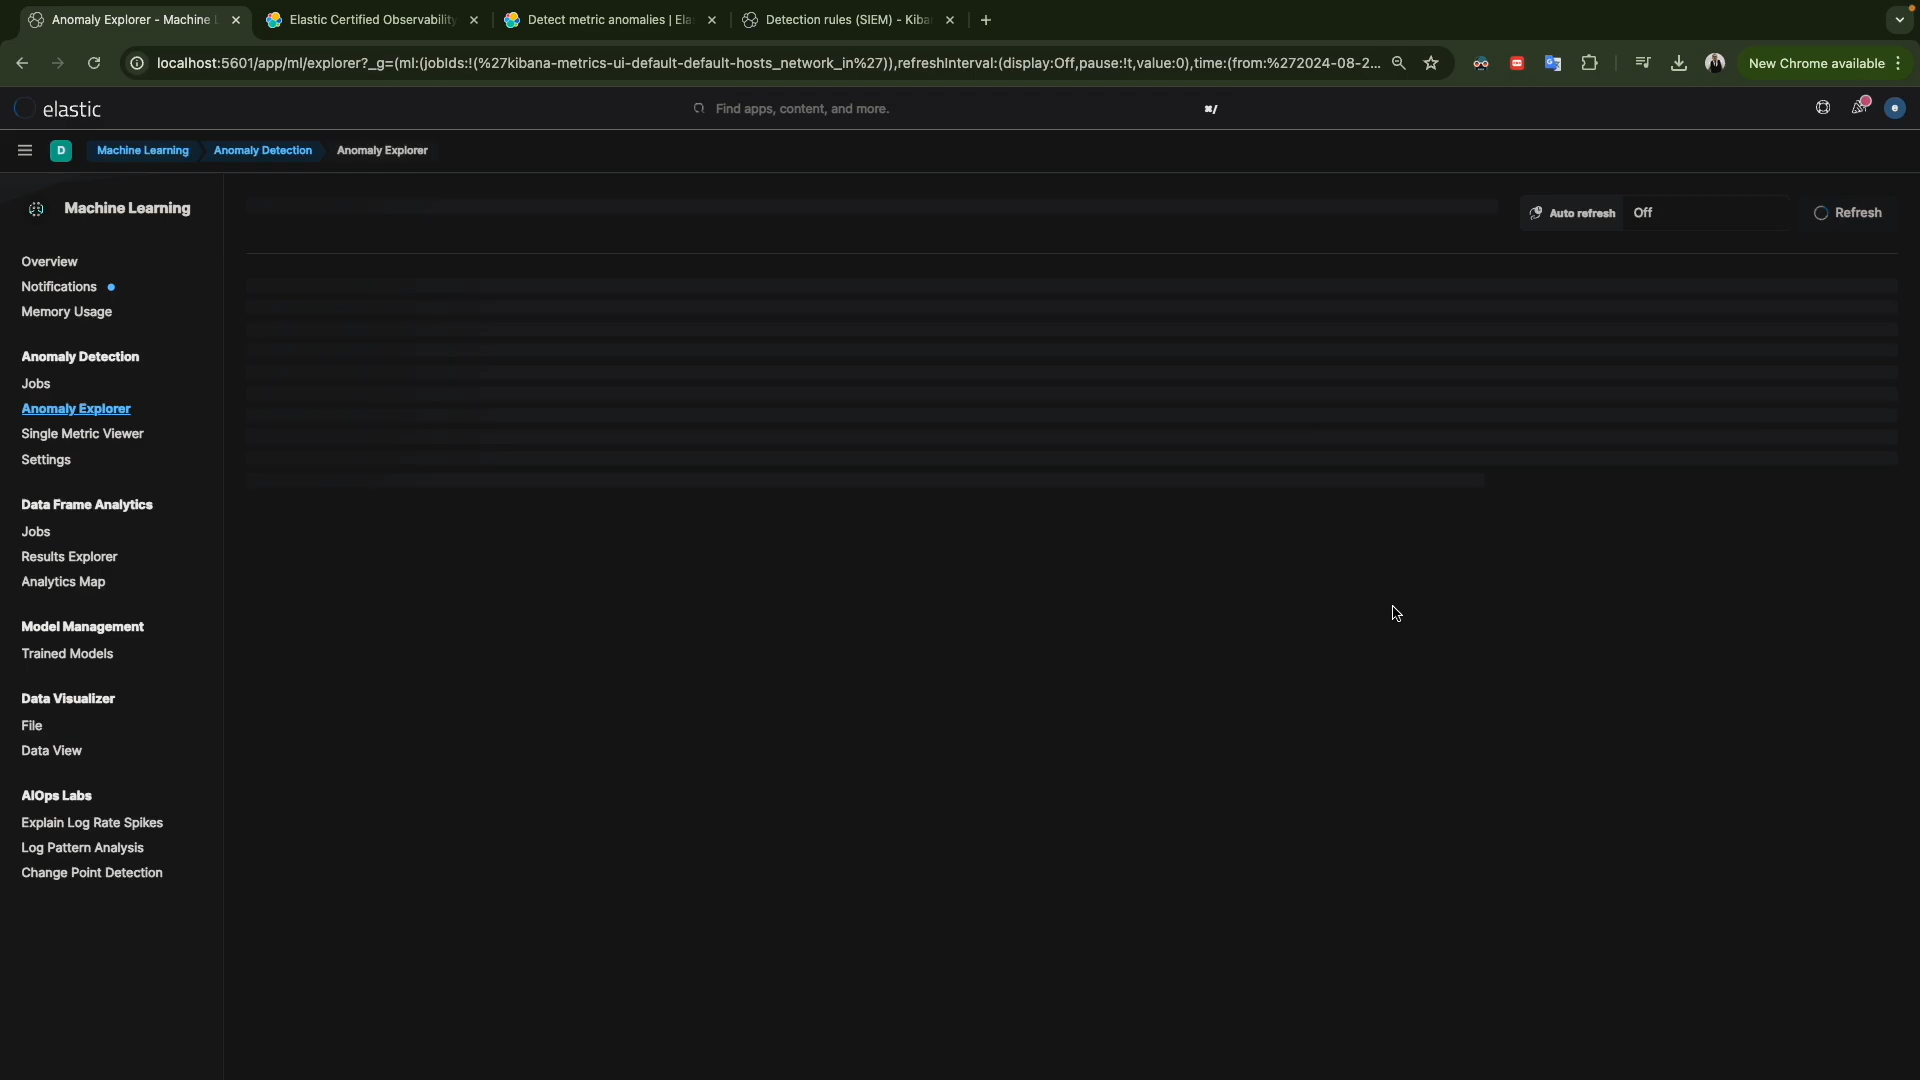 Anomaly Explorer - Machine L
Elastic Certified Observability
Detect metric anomalies | Ela
Detection rules (SIEM) - Kiba
localhost:5601/app/ml/explorer?_g=(ml:(jobIds:!(%27kibana-metrics-ui-default-default-hosts_network_in%27)),refreshInterval:(display:Off,pause:!t,value:0),time:(from:%272024-08-2...
New Chrome available
elastic
Find apps, content, and more.
⌘/
e
D
Machine Learning
Anomaly Detection
Anomaly Explorer
Machine Learning
Auto refresh
Off
Refresh
Overview
Notifications
Memory Usage
Anomaly Detection
Jobs
Anomaly Explorer
Single Metric Viewer
Settings
Data Frame Analytics
Jobs
Results Explorer
Analytics Map
Model Management
Trained Models
Data Visualizer
File
Data View
AIOps Labs
Explain Log Rate Spikes
Log Pattern Analysis
Change Point Detection